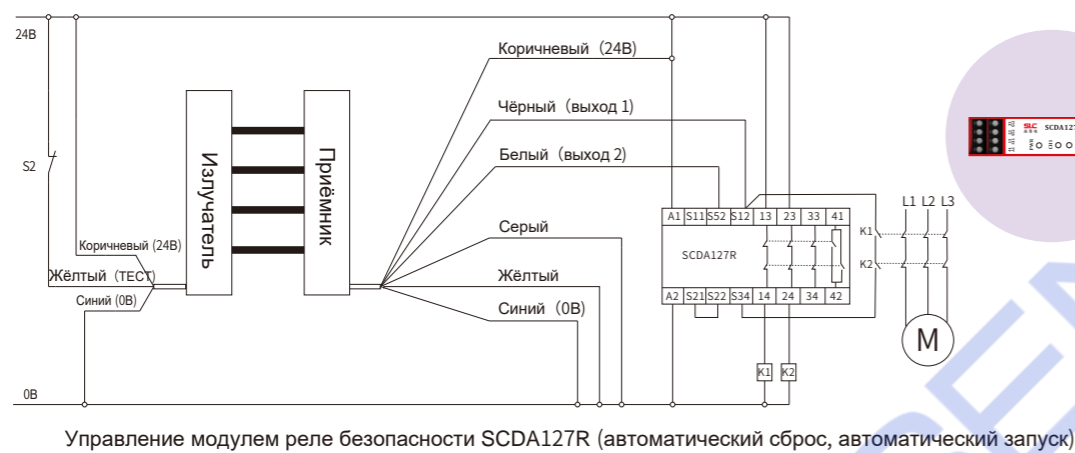 24В
S2
Коричневый (24В)
Жёлтый (ТЕСТ)
Синий (0В)
0В
Излучатель
Приёмник
Коричневый (24В)
Чёрный (выход 1)
Белый (выход 2)
Серый
Жёлтый
Синий (0В)
A1 S11 S52 S12 13 23 33 41
SCDA127R
A2 S21 S22 S34 14 24 34 42
K1 K2
K1
K2
L1 L2 L3
M
SLC SCDA127
PWR
Управление модулем реле безопасности SCDA127R (автоматический сброс, автоматический запуск)